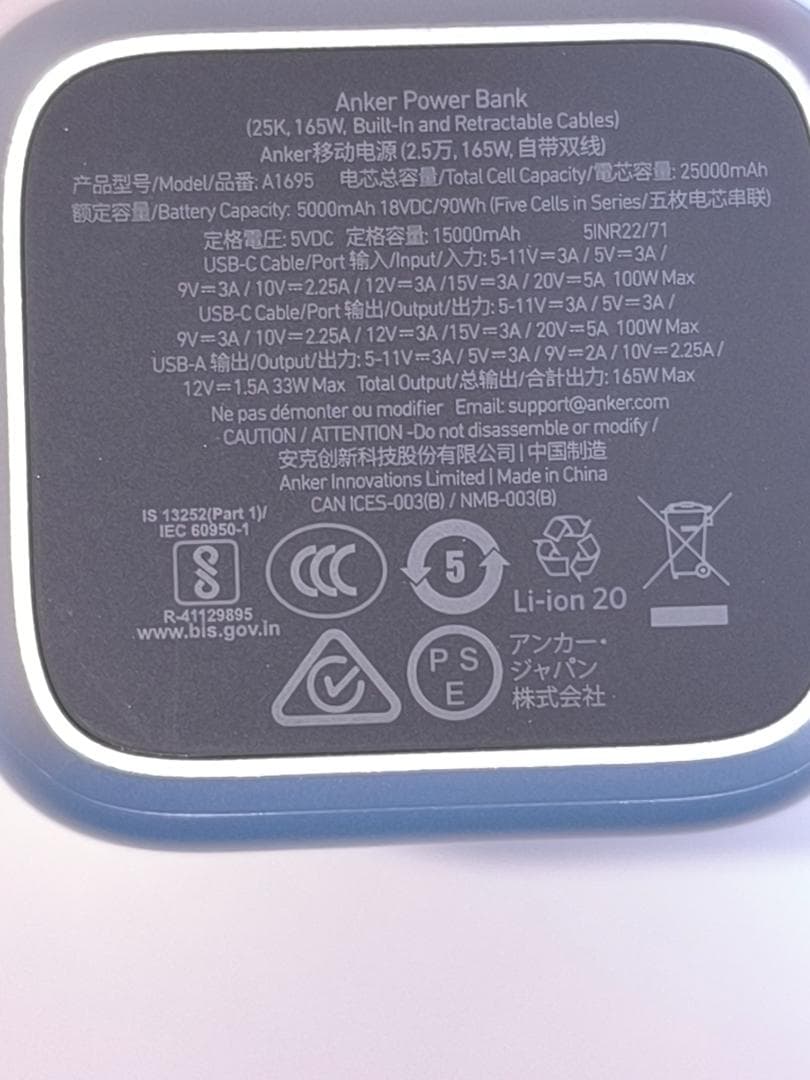 Anker Power Bank
(25K, 165W, Built-In and Retractable Cables)
Anker移动电源 (2.5万, 165W, 自带双线)
产品型号/Model/品番: A1695 电芯总容量/Total Cell Capacity/電芯容量: 25000mAh
额定容量/Battery Capacity: 5000mAh 18VDC/90Wh (Five Cells in Series/五枚电芯串联)
定格電圧: 5VDC 定格容量: 15000mAh 5INR22/71
USB-C Cable/Port 输入/Input/入力: 5-11V⎓3A / 5V⎓3A /
9V⎓3A / 10V⎓2.25A / 12V⎓3A /15V⎓3A / 20V⎓5A 100W Max
USB-C Cable/Port 输出/Output/出力: 5-11V⎓3A / 5V⎓3A /
9V⎓3A / 10V⎓2.25A / 12V⎓3A /15V⎓3A / 20V⎓5A 100W Max
USB-A 输出/Output/出力: 5-11V⎓3A / 5V⎓3A / 9V⎓2A / 10V⎓2.25A /
12V⎓1.5A 33W Max Total Output/总输出/合計出力: 165W Max
Ne pas démonter ou modifier Email: support@anker.com
CAUTION / ATTENTION -Do not disassemble or modify /
安克创新科技股份有限公司 | 中国制造
Anker Innovations Limited | Made in China
CAN ICES-003(B) / NMB-003(B)
IS 13252(Part 1)/
IEC 60950-1
R-41129895
www.bis.gov.in
CCC
5
Li-ion 20
PS
E
アンカー・
ジャパン
株式会社